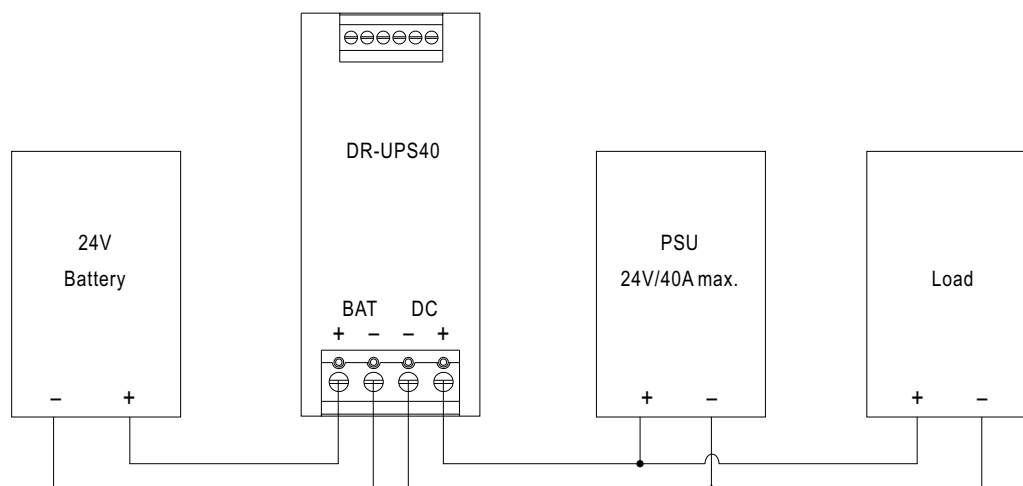 DR-UPS40
24V
Battery
PSU
24V/40A max.
Load
BAT DC
+ – – +
– +
+ –
+ –